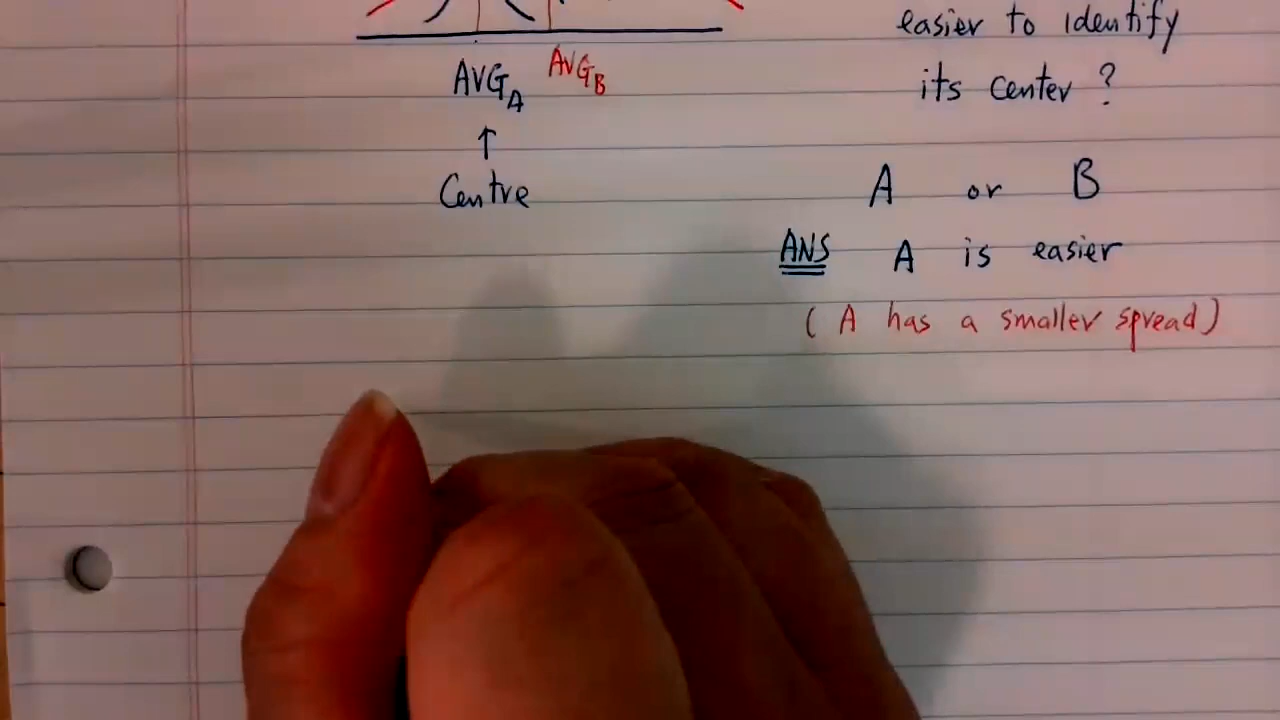 AVG_A AVG_B
↑
Centre
easier to identify
its center ?
A or B
ANS A is easier
( A has a smaller spread )